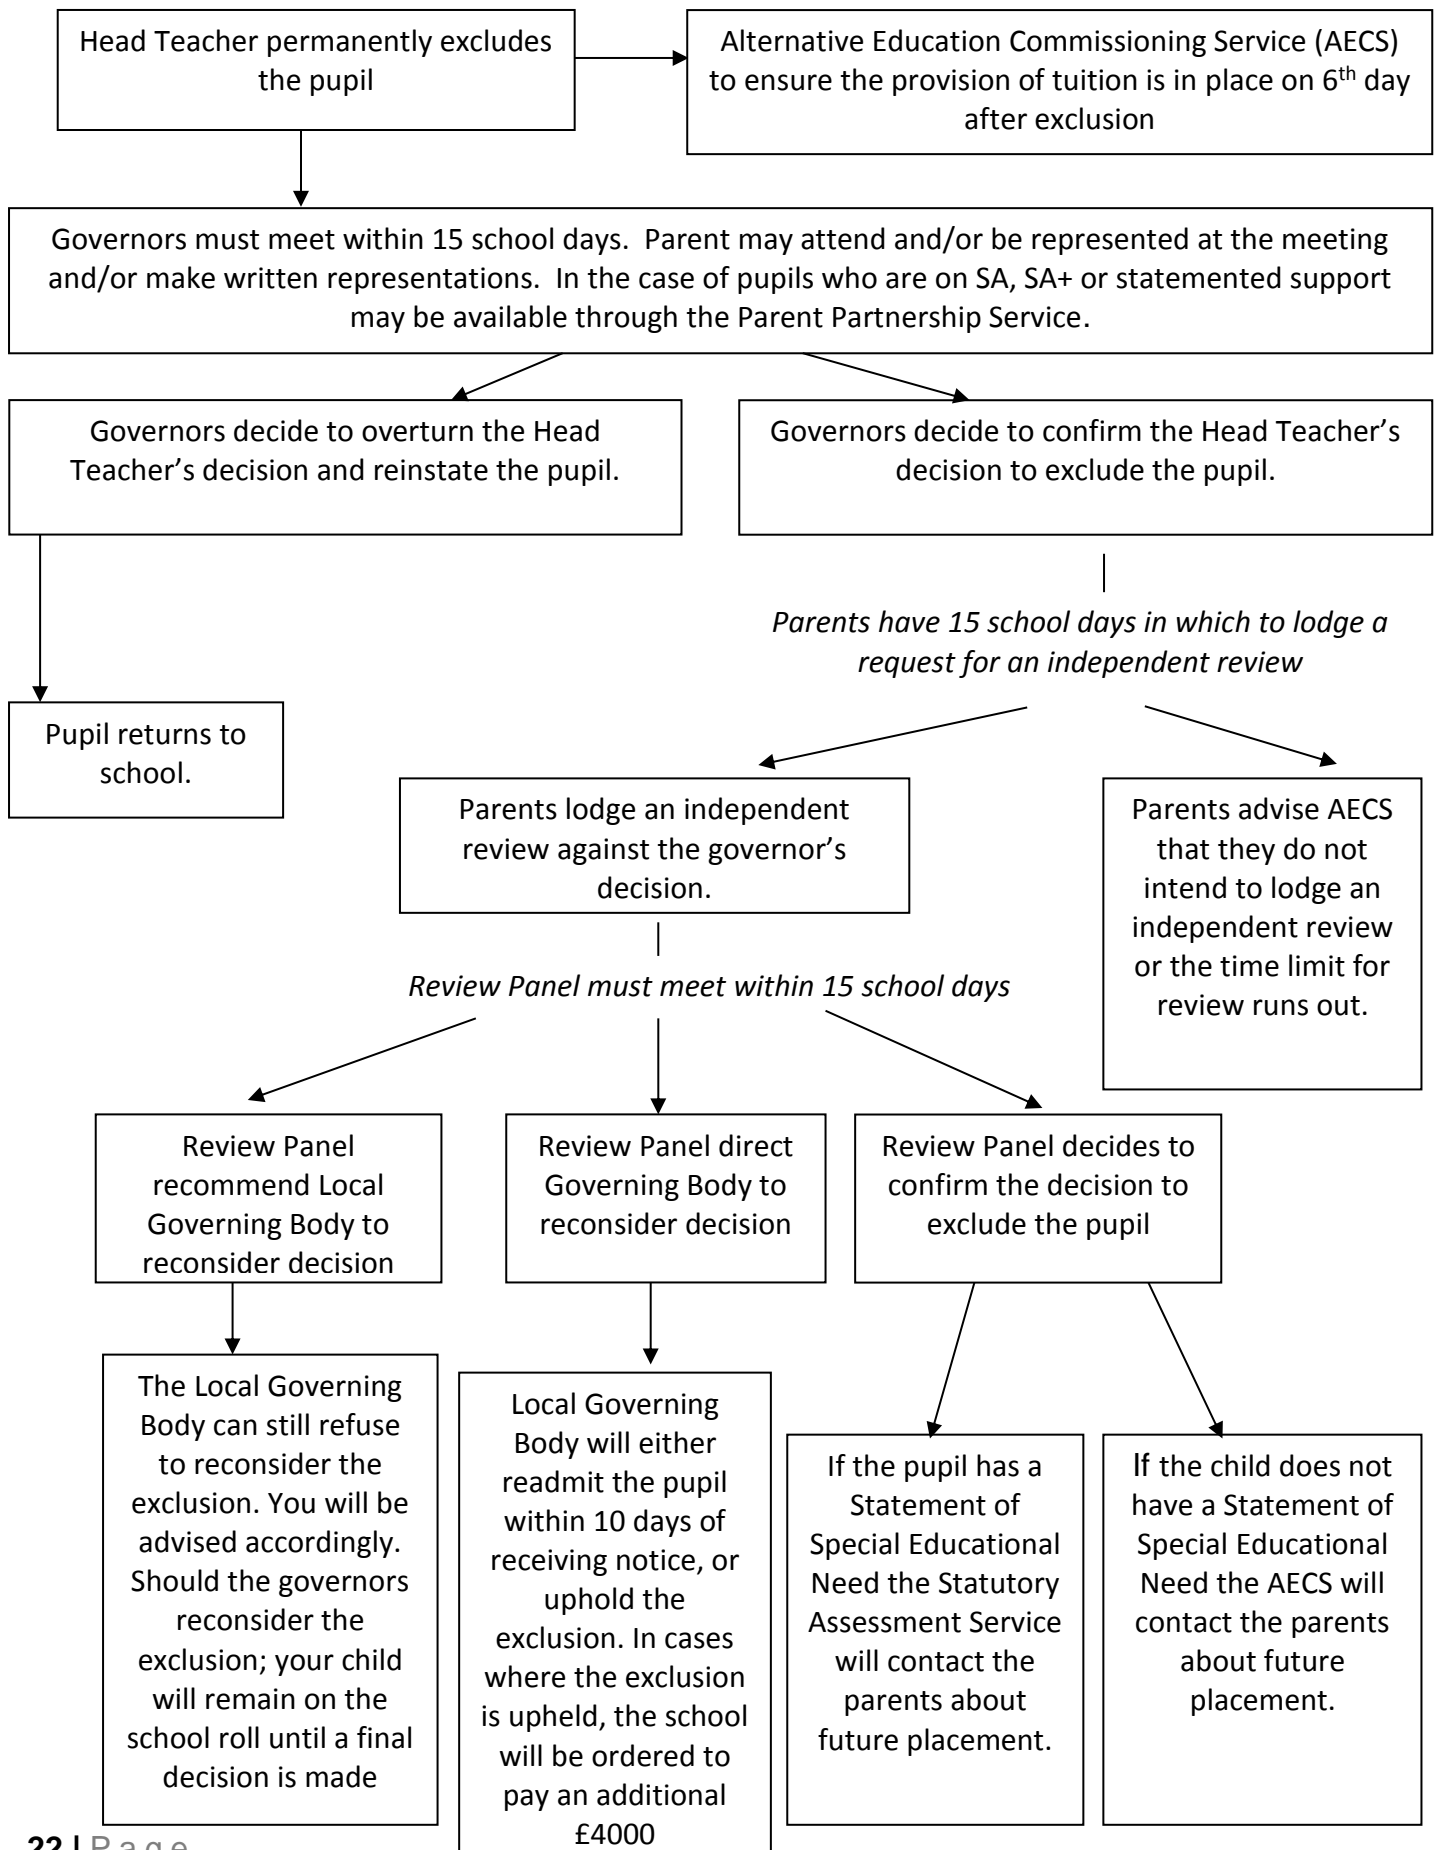 Head Teacher permanently excludes
the pupil
Alternative Education Commissioning Service (AECS)
to ensure the provision of tuition is in place on 6th day
after exclusion
Governors must meet within 15 school days.  Parent may attend and/or be represented at the meeting
and/or make written representations.  In the case of pupils who are on SA, SA+ or statemented support
may be available through the Parent Partnership Service.
Governors decide to overturn the Head
Teacher’s decision and reinstate the pupil.
Governors decide to confirm the Head Teacher’s
decision to exclude the pupil.
Parents have 15 school days in which to lodge a
request for an independent review
Pupil returns to
school.
Parents lodge an independent
review against the governor’s
decision.
Parents advise AECS
that they do not
intend to lodge an
independent review
or the time limit for
review runs out.
Review Panel must meet within 15 school days
Review Panel
recommend Local
Governing Body to
reconsider decision
Review Panel direct
Governing Body to
reconsider decision
Review Panel decides to
confirm the decision to
exclude the pupil
The Local Governing
Body can still refuse
to reconsider the
exclusion. You will be
advised accordingly.
Should the governors
reconsider the
exclusion; your child
will remain on the
school roll until a final
decision is made
Local Governing
Body will either
readmit the pupil
within 10 days of
receiving notice, or
uphold the
exclusion. In cases
where the exclusion
is upheld, the school
will be ordered to
pay an additional
£4000
If the pupil has a
Statement of
Special Educational
Need the Statutory
Assessment Service
will contact the
parents about
future placement.
If the child does not
have a Statement of
Special Educational
Need the AECS will
contact the parents
about future
placement.
22 | P a g e